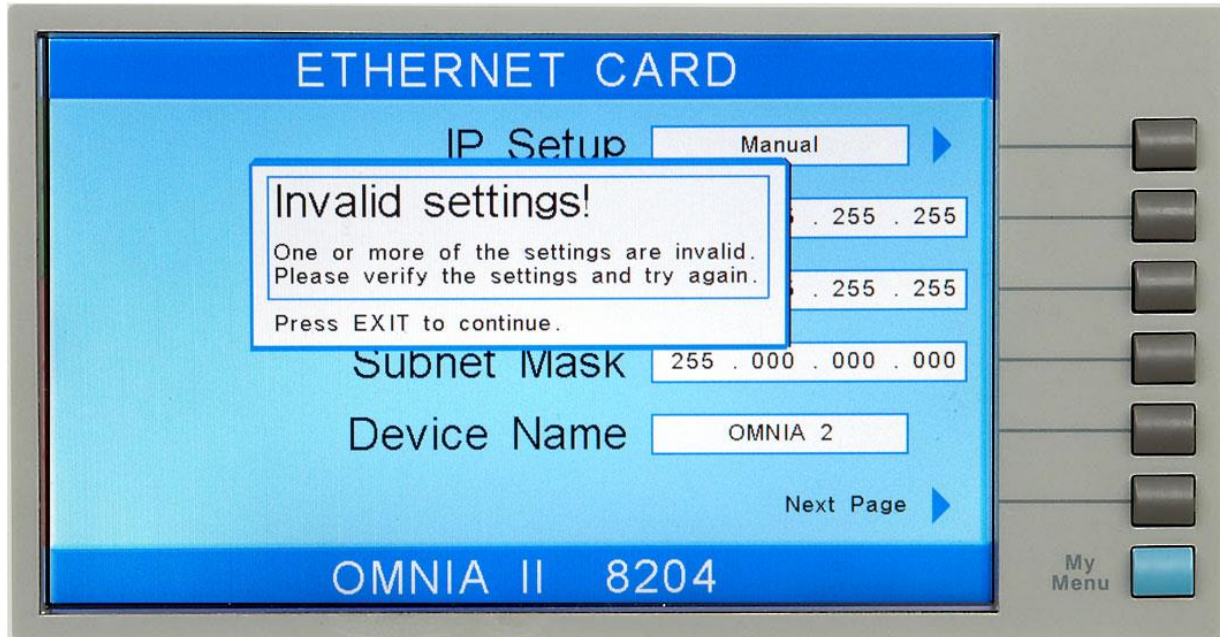 ETHERNET CARD
IP Setup Manual
Invalid settings!
One or more of the settings are invalid.
Please verify the settings and try again.
Press EXIT to continue.
. 255 . 255
. 255 . 255
Subnet Mask 255 . 000 . 000 . 000
Device Name OMNIA 2
Next Page
OMNIA II 8204
My
Menu